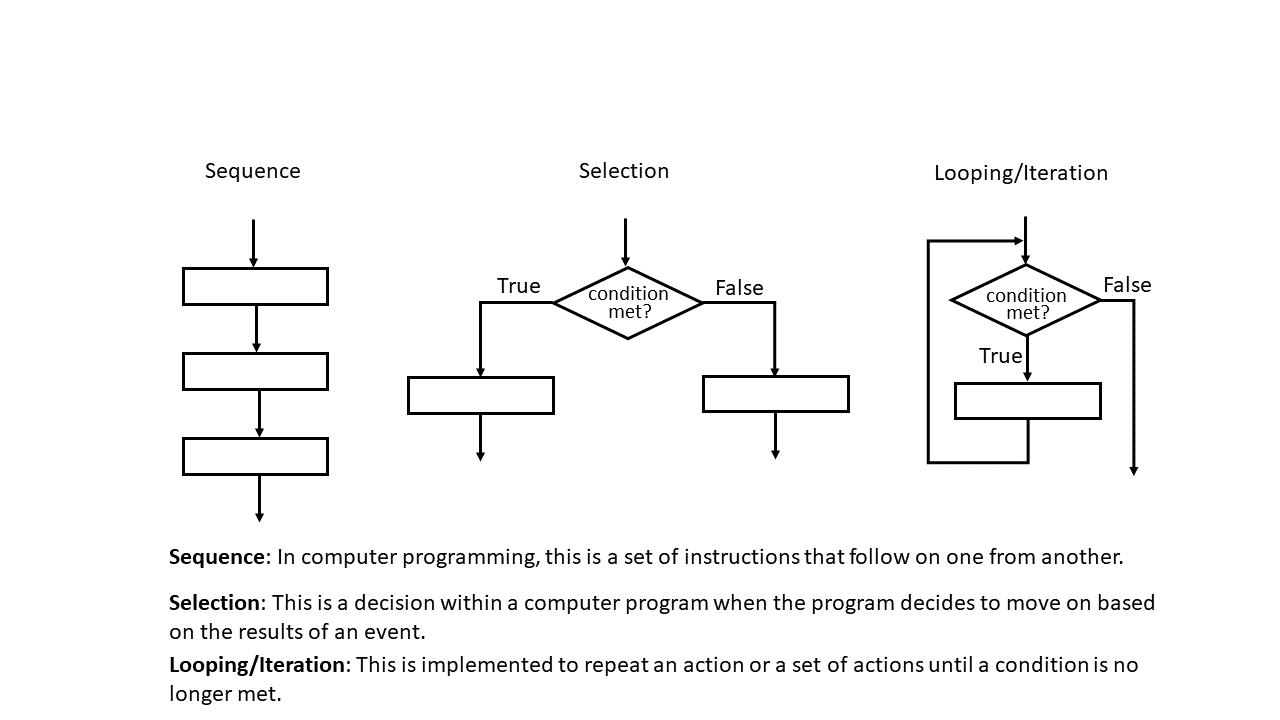 Sequence
Selection
Looping/Iteration
True
condition
met?
False
condition
met?
False
True
Sequence: In computer programming, this is a set of instructions that follow on one from another.
Selection: This is a decision within a computer program when the program decides to move on based
on the results of an event.
Looping/Iteration: This is implemented to repeat an action or a set of actions until a condition is no
longer met.